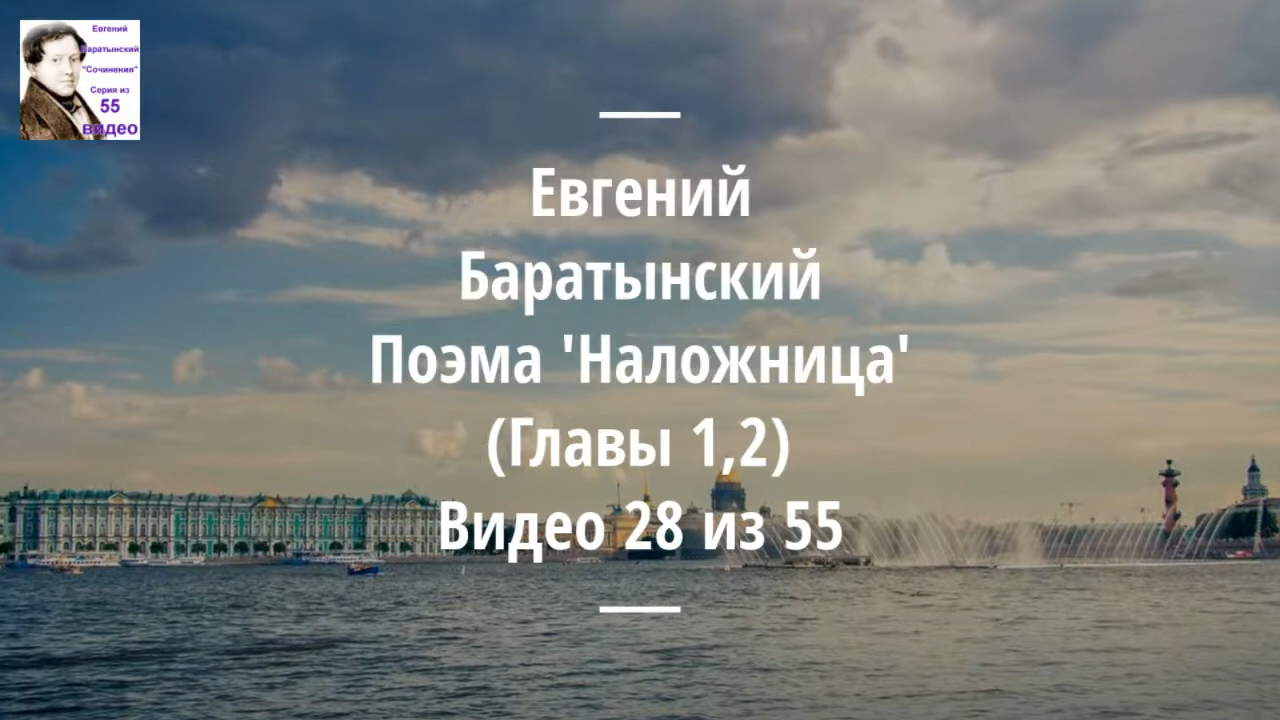 Евгений
Баратынский
"Сочинения"
Серия из
55
видео
Евгений
Баратынский
Поэма 'Наложница'
(Главы 1,2)
Видео 28 из 55